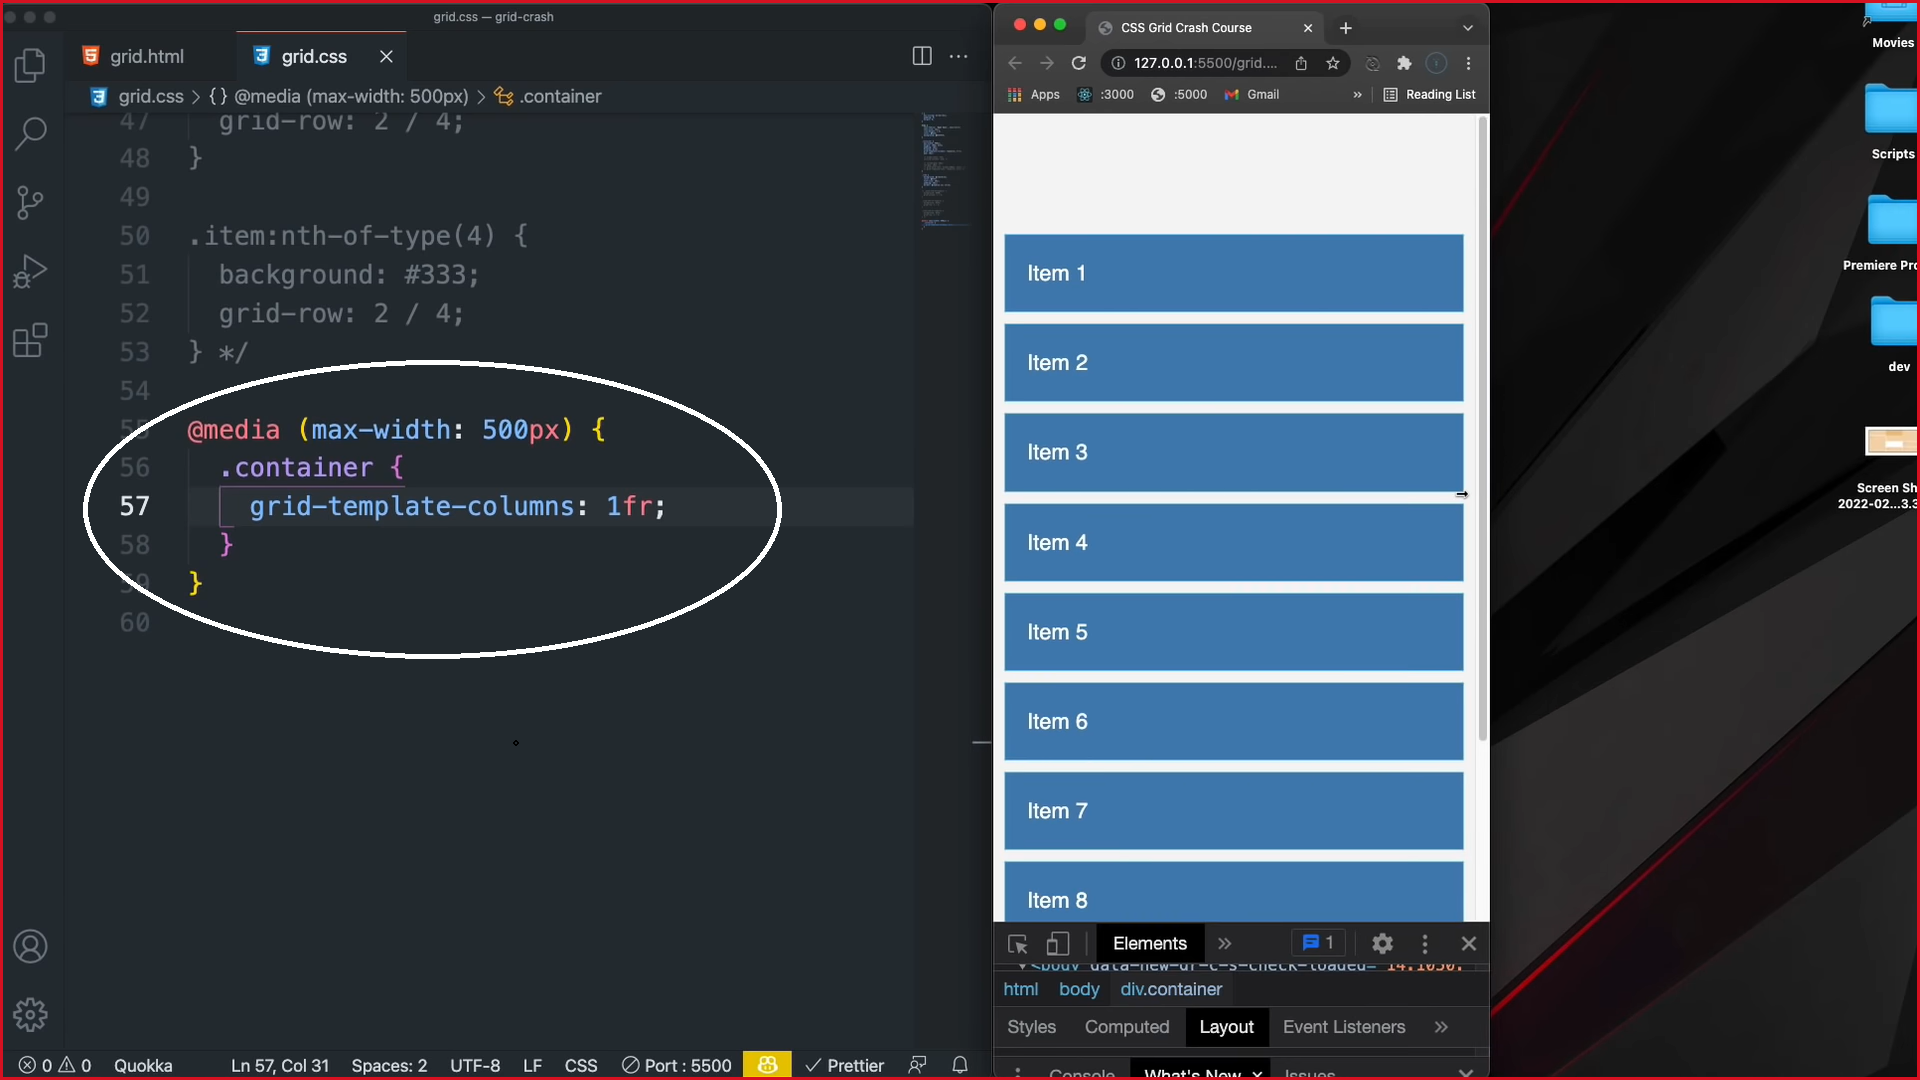 grid.css — grid-crash
grid.html
grid.css
grid.css > {} @media (max-width: 500px) > .container
47 grid-row: 2 / 4;
48 }
49
50 .item:nth-of-type(4) {
51 background: #333;
52 grid-row: 2 / 4;
53 } */
54
55 @media (max-width: 500px) {
56 .container {
57 grid-template-columns: 1fr;
58 }
59 }
60
0 0 Quokka Ln 57, Col 31 Spaces: 2 UTF-8 LF CSS Port : 5500 Prettier
CSS Grid Crash Course
127.0.0.1:5500/grid....
Apps :3000 :5000 Gmail » Reading List
Item 1
Item 2
Item 3
Item 4
Item 5
Item 6
Item 7
Item 8
Elements » 1
html body div.container
Styles Computed Layout Event Listeners »
Console What's New Issues
Movies
Scripts
Premiere Pro
dev
Screen Sh
2022-02...3.3